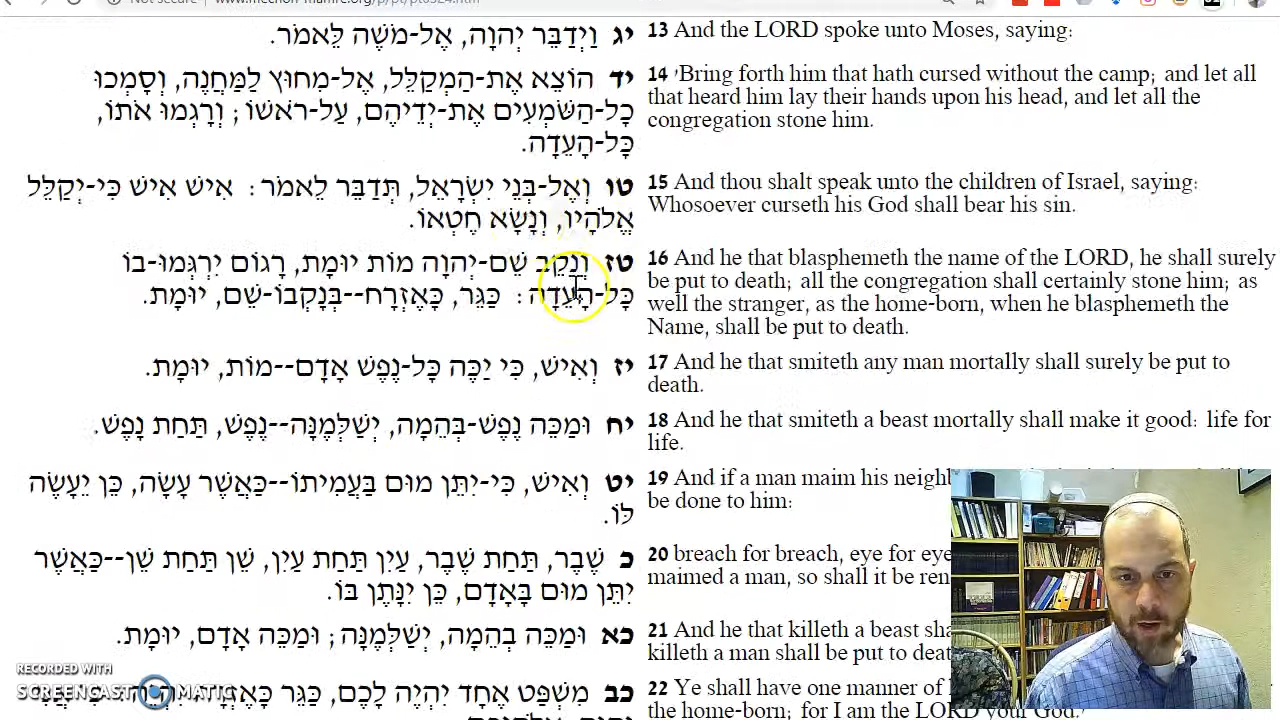 Not secure
www.mechon-mamre.org/p/pt/pt0324.htm
יג וַיְדַבֵּר יְהוָה, אֶל-מֹשֶׁה לֵּאמֹר.
13 And the LORD spoke unto Moses, saying:
יד הוֹצֵא אֶת-הַמְקַלֵּל, אֶל-מִחוּץ לַמַּחֲנֶה, וְסָמְכוּ
כָל-הַשֹּׁמְעִים אֶת-יְדֵיהֶם, עַל-רֹאשׁוֹ; וְרָגְמוּ אֹתוֹ,
כָּל-הָעֵדָה.
14 'Bring forth him that hath cursed without the camp; and let all
that heard him lay their hands upon his head, and let all the
congregation stone him.
טו וְאֶל-בְּנֵי יִשְׂרָאֵל, תְּדַבֵּר לֵאמֹר: אִישׁ אִישׁ כִּי-יְקַלֵּל
אֱלֹהָיו, וְנָשָׂא חֶטְאוֹ.
15 And thou shalt speak unto the children of Israel, saying:
Whosoever curseth his God shall bear his sin.
טז וְנֹקֵב שֵׁם-יְהוָה מוֹת יוּמָת, רָגוֹם יִרְגְּמוּ-בוֹ
כָּל-הָעֵדָה: כַּגֵּר, כָּאֶזְרָח--בְּנָקְבוֹ-שֵׁם, יוּמָת.
16 And he that blasphemeth the name of the LORD, he shall surely
be put to death; all the congregation shall certainly stone him; as
well the stranger, as the home-born, when he blasphemeth the
Name, shall be put to death.
יז וְאִישׁ, כִּי יַכֶּה כָּל-נֶפֶשׁ אָדָם--מוֹת, יוּמָת.
17 And he that smiteth any man mortally shall surely be put to
death.
יח וּמַכֵּה נֶפֶשׁ-בְּהֵמָה, יְשַׁלְּמֶנָּה--נֶפֶשׁ, תַּחַת נָפֶשׁ.
18 And he that smiteth a beast mortally shall make it good: life for
life.
יט וְאִישׁ, כִּי-יִתֵּן מוּם בַּעֲמִיתוֹ--כַּאֲשֶׁר עָשָׂה, כֵּן יֵעָשֶׂה
לּוֹ.
19 And if a man maim his neighb
be done to him:
כ שֶׁבֶר, תַּחַת שֶׁבֶר, עַיִן תַּחַת עַיִן, שֵׁן תַּחַת שֵׁן--כַּאֲשֶׁר
יִתֵּן מוּם בָּאָדָם, כֵּן יִנָּתֶן בּוֹ.
20 breach for breach, eye for eye
maimed a man, so shall it be ren
כא וּמַכֵּה בְהֵמָה, יְשַׁלְּמֶנָּה; וּמַכֵּה אָדָם, יוּמָת.
21 And he that killeth a beast sha
killeth a man shall be put to deat
כב מִשְׁפַּט אֶחָד יִהְיֶה לָכֶם, כַּגֵּר כָּאֶזְרָח
22 Ye shall have one manner of
the home-born; for I am the LORD your God.'
RECORDED WITH
SCREENCAST MATIC